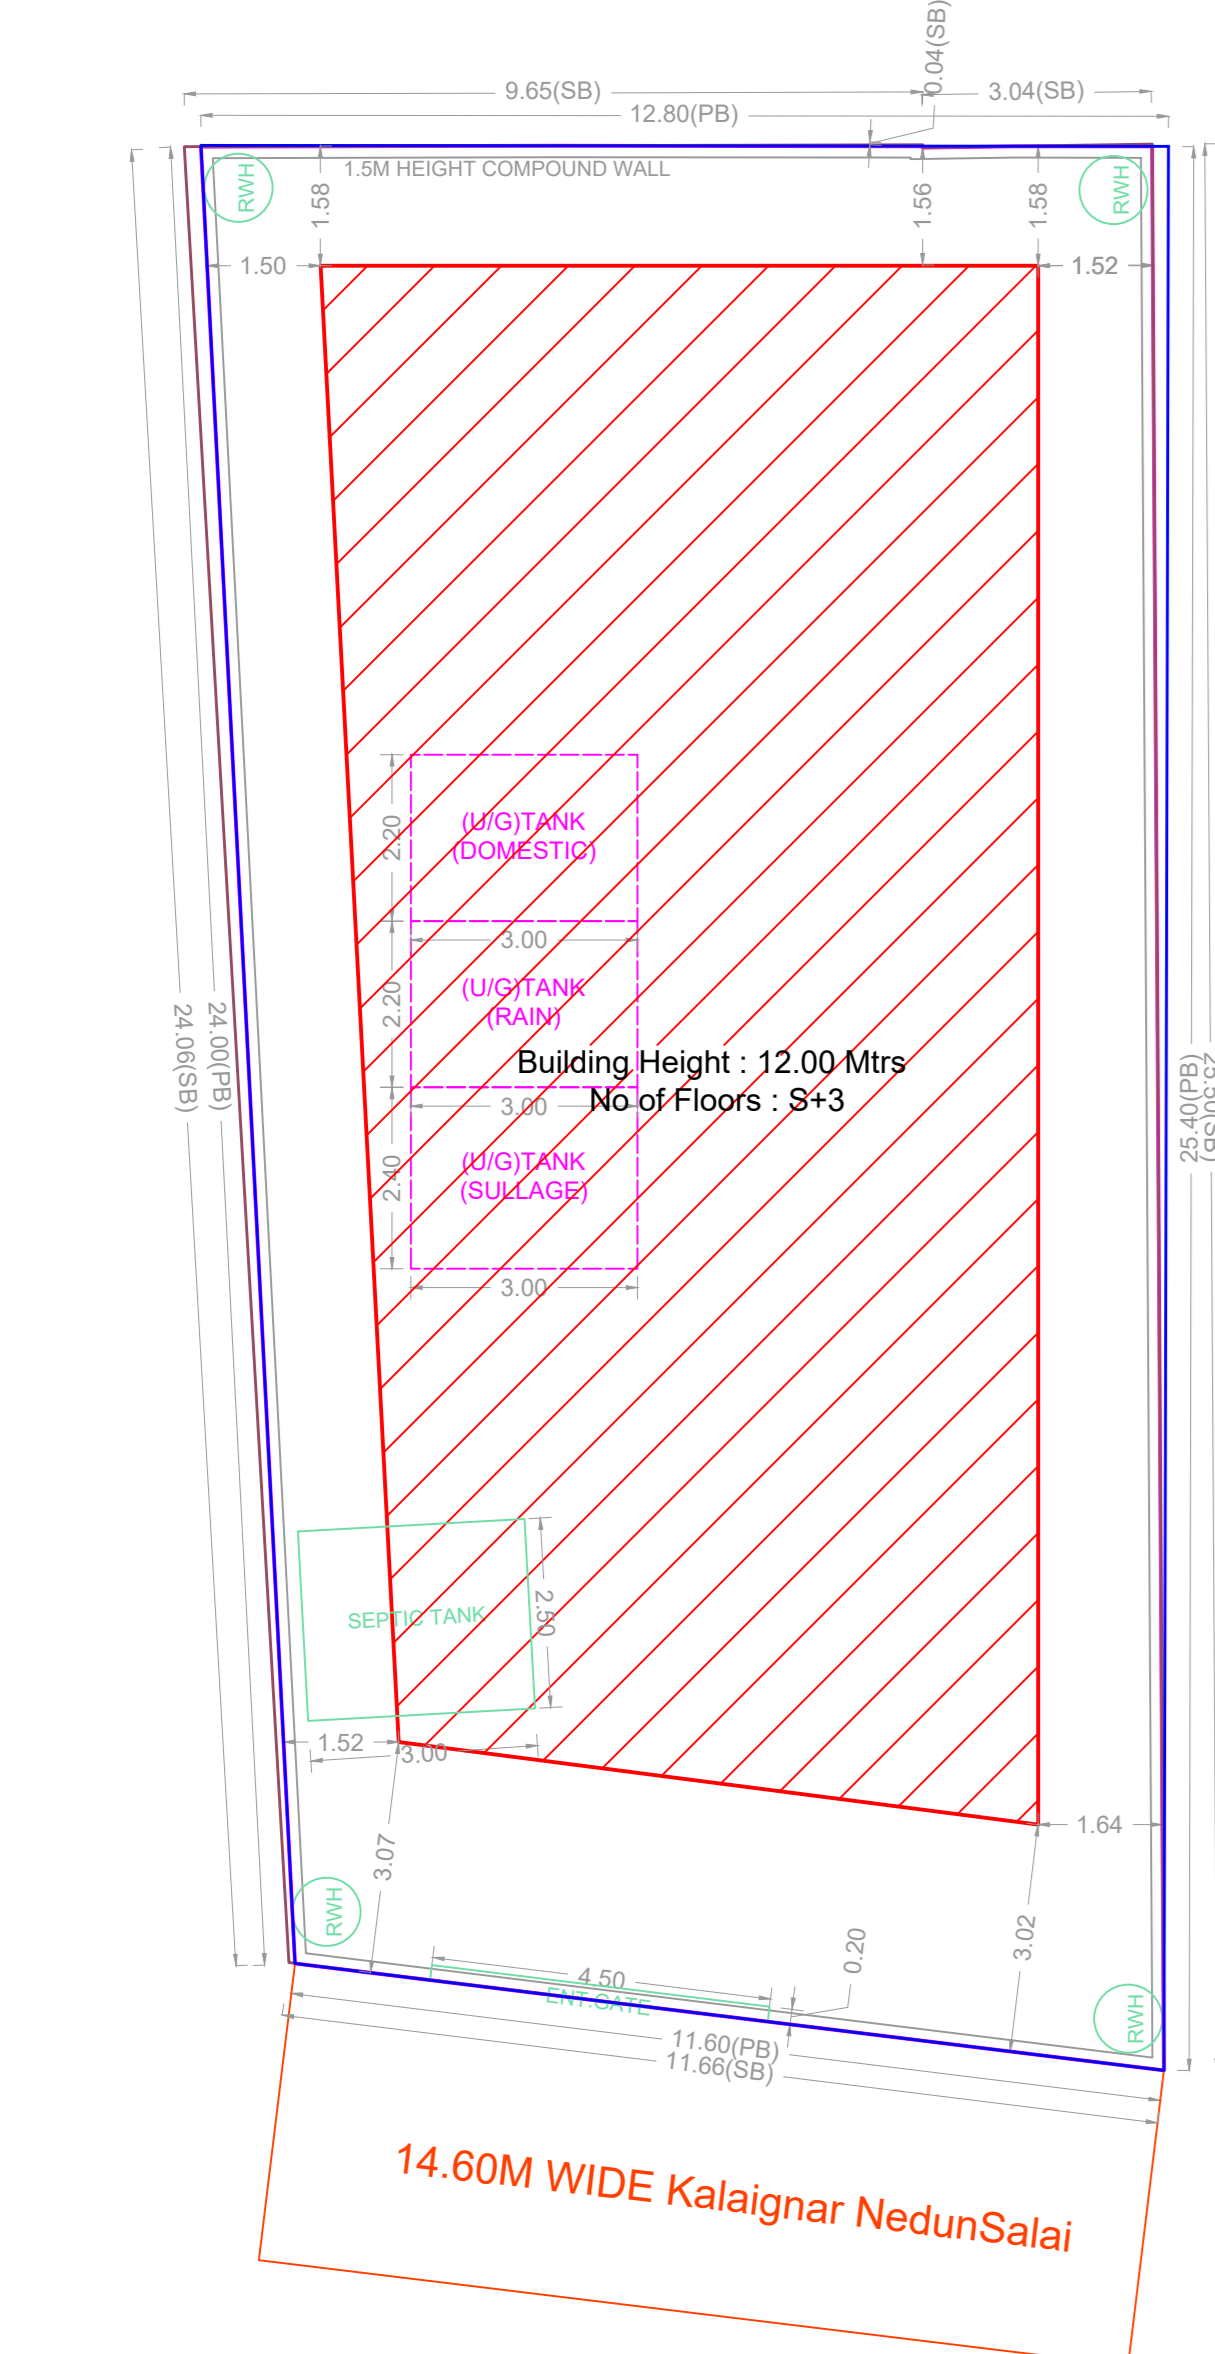 0.04(SB)
9.65(SB)
3.04(SB)
12.80(PB)
RWH
1.5M HEIGHT COMPOUND WALL
RWH
1.58
1.56
1.58
1.50
1.52
2.20
(U/G)TANK
(DOMESTIC)
3.00
2.20
(U/G)TANK
(RAIN)
24.06(SB)
24.00(PB)
Building Height : 12.00 Mtrs
No of Floors : S+3
25.40(PB)
3.00
2.40
(U/G)TANK
(SULLAGE)
3.00
SEPTIC TANK
2.50
1.52
3.00
1.64
3.07
RWH
3.02
0.20
4.50
ENT.GATE
RWH
11.60(PB)
11.66(SB)
14.60M WIDE Kalaignar NedunSalai